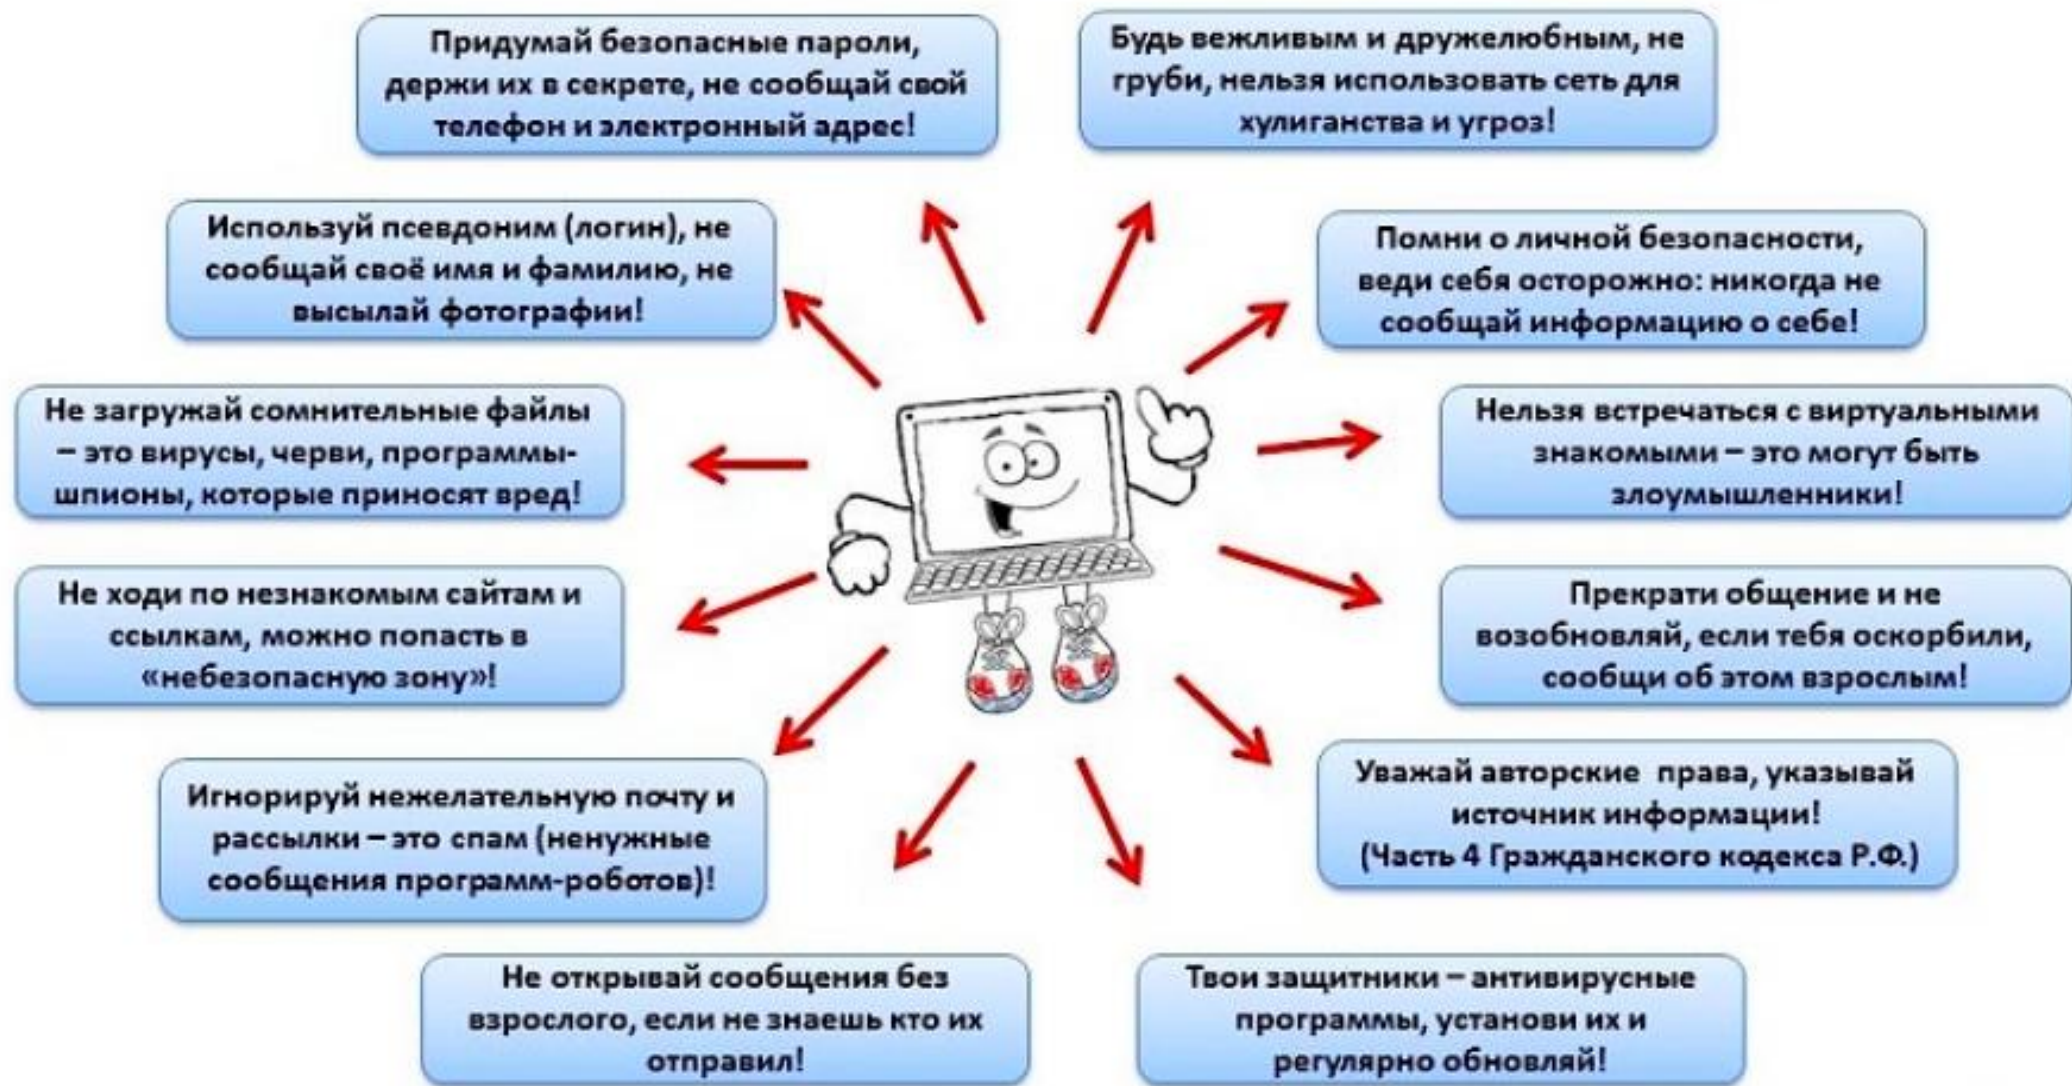 Придумай безопасные пароли,
держи их в секрете, не сообщай свой
телефон и электронный адрес!
Будь вежливым и дружелюбным, не
груби, нельзя использовать сеть для
хулиганства и угроз!
Используй псевдоним (логин), не
сообщай своё имя и фамилию, не
высылай фотографии!
Помни о личной безопасности,
веди себя осторожно: никогда не
сообщай информацию о себе!
Не загружай сомнительные файлы
– это вирусы, черви, программы-
шпионы, которые приносят вред!
Нельзя встречаться с виртуальными
знакомыми – это могут быть
злоумышленники!
Не ходи по незнакомым сайтам и
ссылкам, можно попасть в
«небезопасную зону»!
Прекрати общение и не
возобновляй, если тебя оскорбили,
сообщи об этом взрослым!
Игнорируй нежелательную почту и
рассылки – это спам (ненужные
сообщения программ-роботов)!
Уважай авторские права, указывай
источник информации!
(Часть 4 Гражданского кодекса Р.Ф.)
Не открывай сообщения без
взрослого, если не знаешь кто их
отправил!
Твои защитники – антивирусные
программы, установи их и
регулярно обновляй!